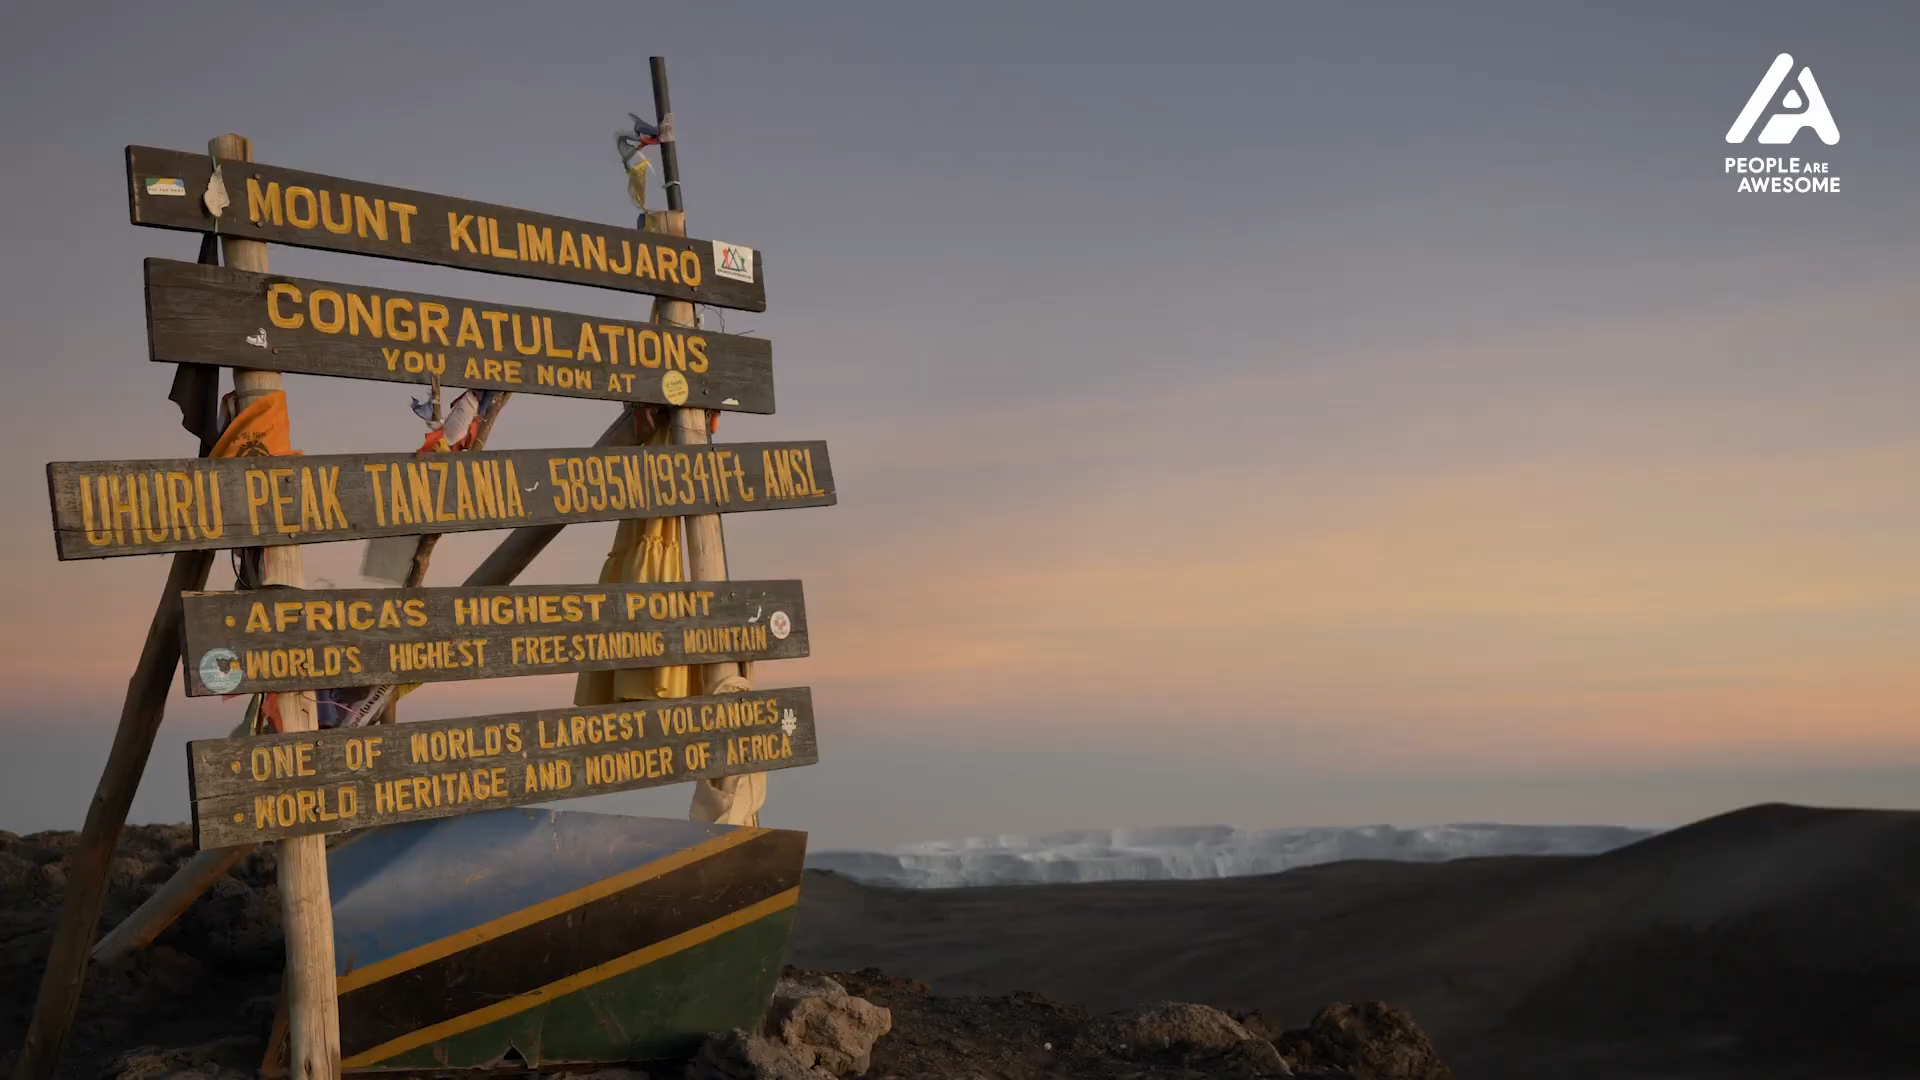 MOUNT KILIMANJARO
CONGRATULATIONS
YOU ARE NOW AT
UHURU PEAK TANZANIA 5895M/19341Ft AMSL
• AFRICA'S HIGHEST POINT
• WORLD'S HIGHEST FREE-STANDING MOUNTAIN
• ONE OF WORLD'S LARGEST VOLCANOES
• WORLD HERITAGE AND WONDER OF AFRICA
PEOPLE ARE
AWESOME